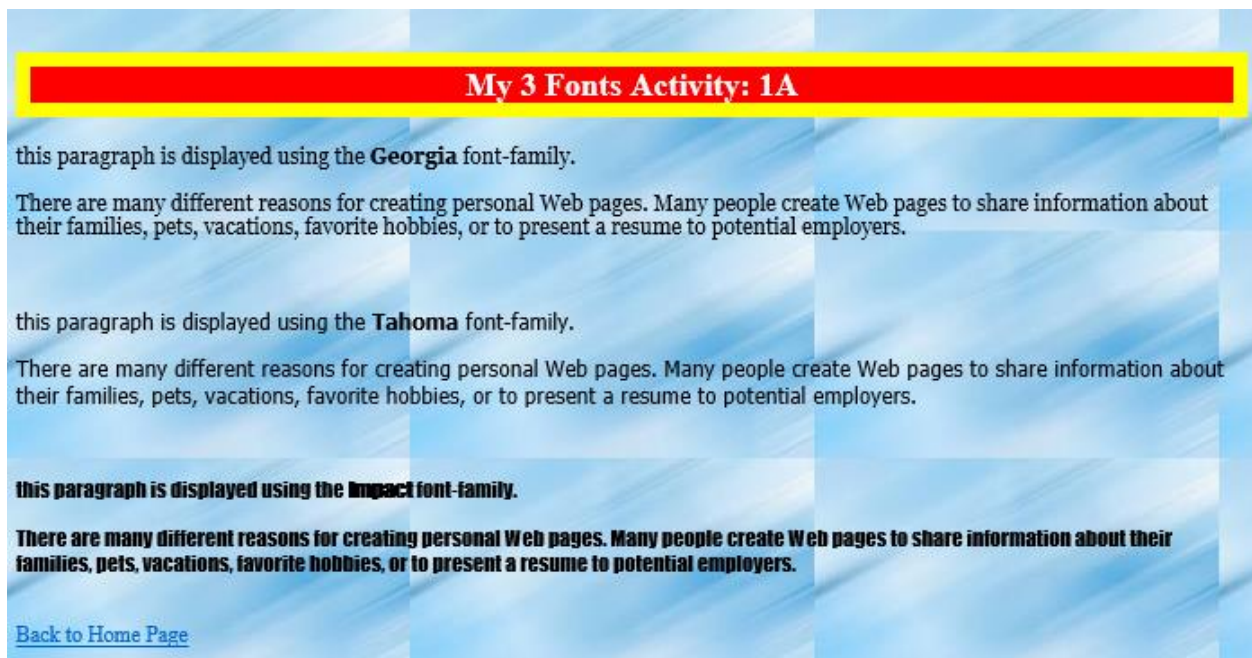 My 3 Fonts Activity: 1A
this paragraph is displayed using the Georgia font-family.
There are many different reasons for creating personal Web pages. Many people create Web pages to share information about
their families, pets, vacations, favorite hobbies, or to present a resume to potential employers.
this paragraph is displayed using the Tahoma font-family.
There are many different reasons for creating personal Web pages. Many people create Web pages to share information about
their families, pets, vacations, favorite hobbies, or to present a resume to potential employers.
this paragraph is displayed using the Impact font-family.
There are many different reasons for creating personal Web pages. Many people create Web pages to share information about their
families, pets, vacations, favorite hobbies, or to present a resume to potential employers.
Back to Home Page